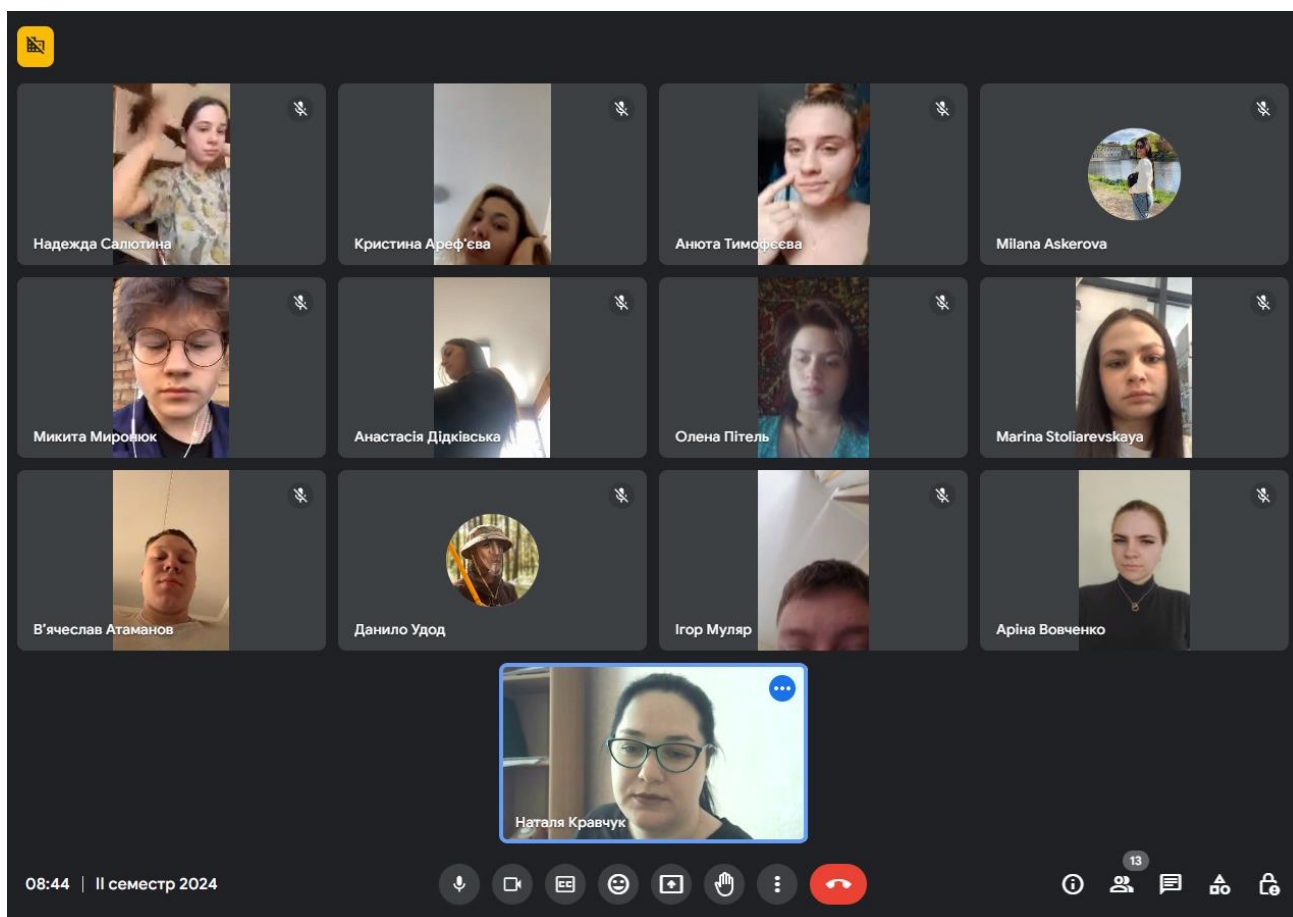 Надежда Салютина
Кристина Ареф'єва
Анюта Тимофєєва
Milana Askerova
Микита Миронюк
Анастасія Дідківська
Олена Пітель
Marina Stoliarevskaya
В'ячеслав Атаманов
Данило Удод
Ігор Муляр
Аріна Вовченко
Наталя Кравчук
13
08:44 | II семестр 2024
CC